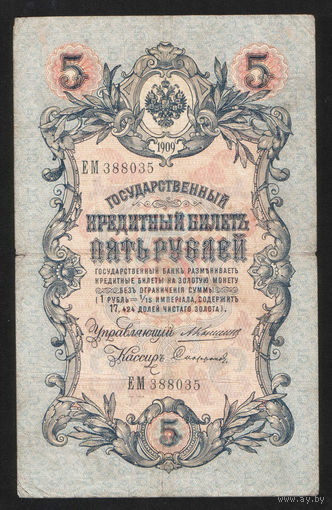 5 5
1909
ЕМ 388035
ГОСУДАРСТВЕННЫЙ
КРЕДИТНЫЙ БИЛЕТЪ
ПЯТЬ РУБЛЕЙ
ГОСУДАРСТВЕННЫЙ БАНКЪ РАЗМѢНИВАЕТЪ
КРЕДИТНЫЕ БИЛЕТЫ НА ЗОЛОТУЮ МОНЕТУ
БЕЗЪ ОГРАНИЧЕНІЯ СУММЫ
(1 РУБЛЬ = 1/15 ИМПЕРІАЛА, СОДЕРЖИТЪ
17,424 ДОЛЕЙ ЧИСТАГО ЗОЛОТА).
Управляющій
Кассиръ
ЕМ 388035
5
www.ay.by